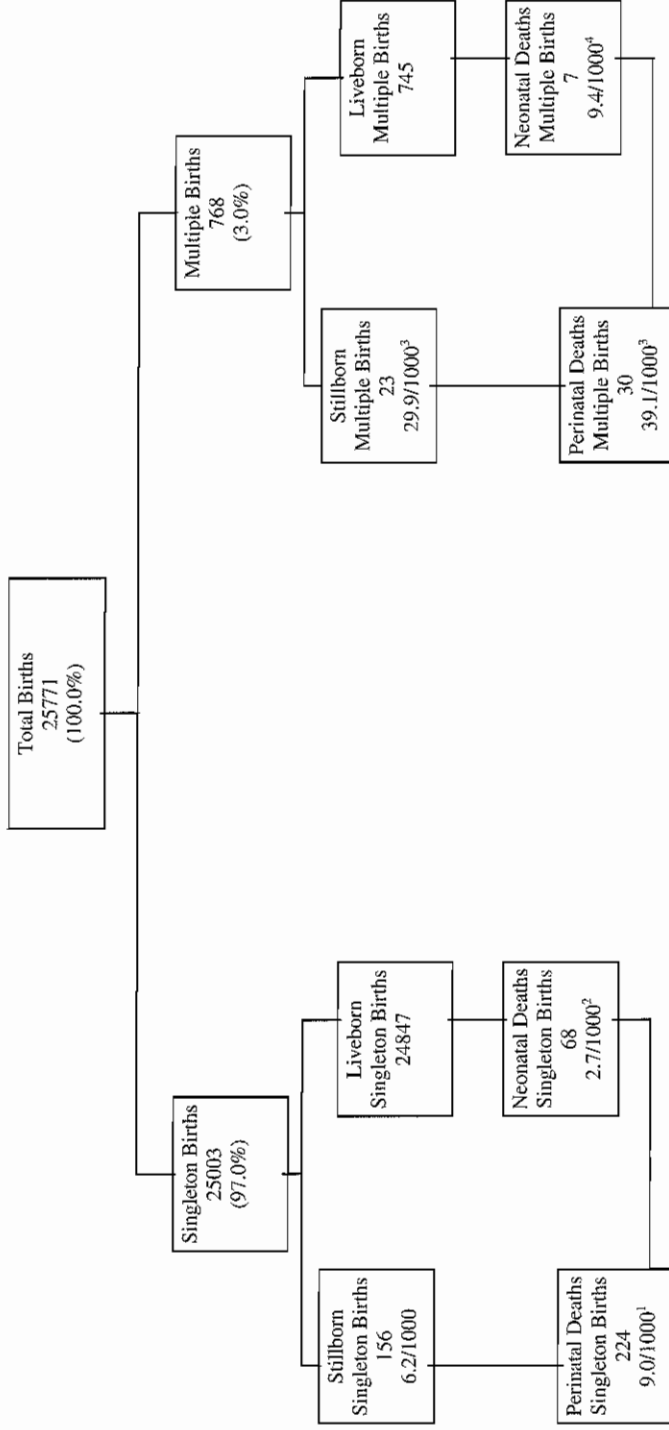 Total Births
25771
(100.0%)
Singleton Births
25003
(97.0%)
Multiple Births
768
(3.0%)
Stillborn
Singleton Births
156
6.2/1000
Liveborn
Singleton Births
24847
Stillborn
Multiple Births
23
29.9/1000³
Liveborn
Multiple Births
745
Neonatal Deaths
Singleton Births
68
2.7/1000²
Neonatal Deaths
Multiple Births
7
9.4/1000⁴
Perinatal Deaths
Singleton Births
224
9.0/1000¹
Perinatal Deaths
Multiple Births
30
39.1/1000³